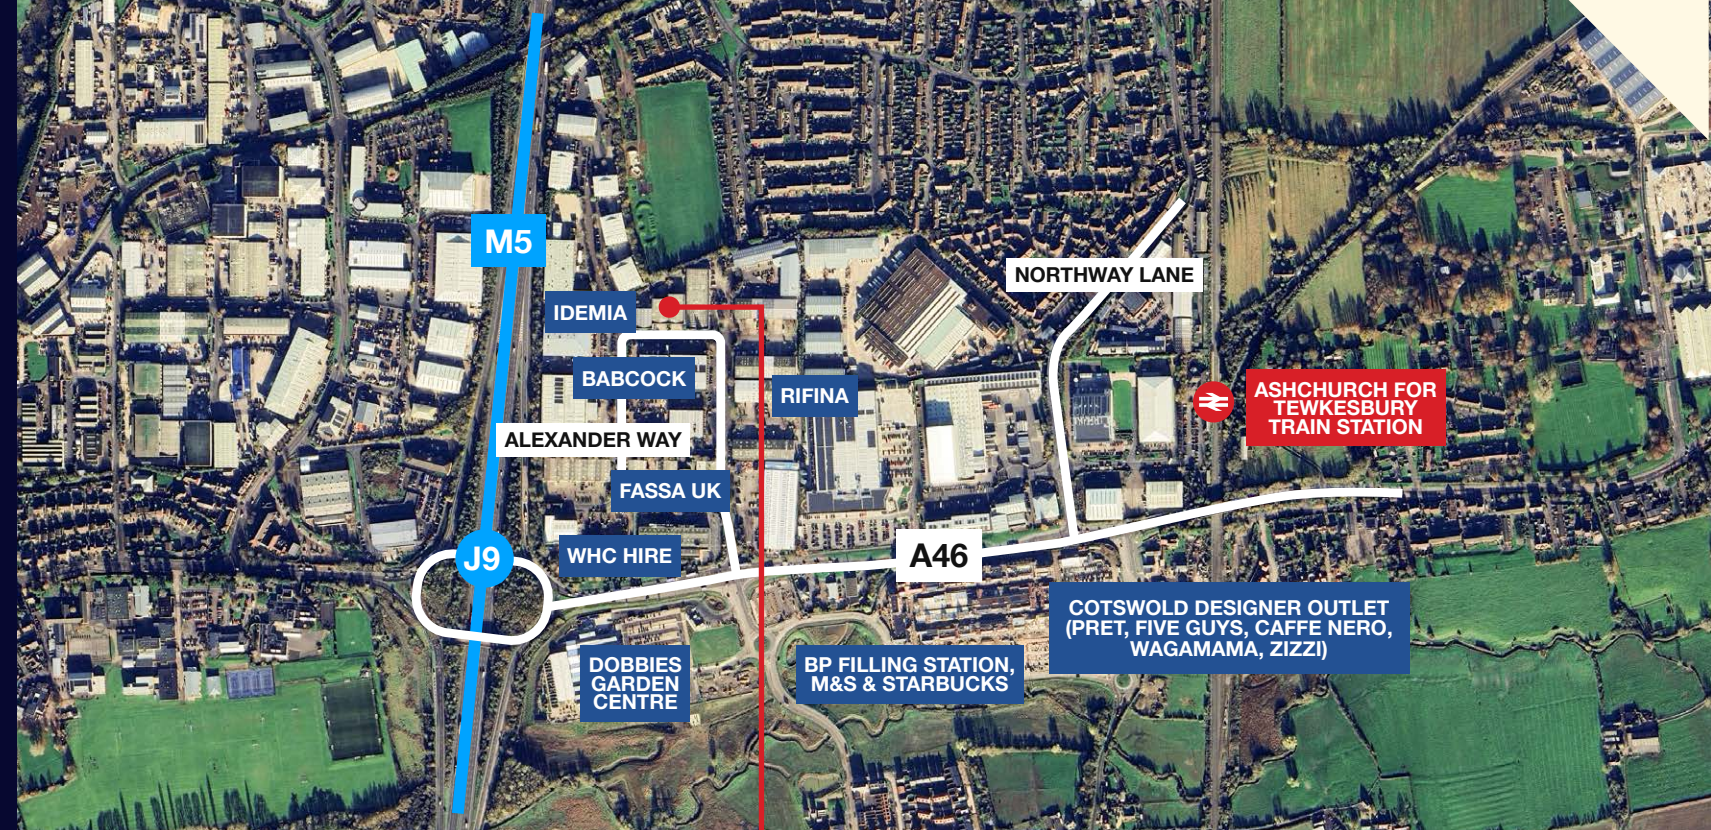 M5
NORTHWAY LANE
IDEMIA
BABCOCK
RIFINA
ASHCHURCH FOR
TEWKESBURY
TRAIN STATION
ALEXANDER WAY
FASSA UK
J9
WHC HIRE
A46
COTSWOLD DESIGNER OUTLET
(PRET, FIVE GUYS, CAFFE NERO,
WAGAMAMA, ZIZZI)
DOBBIES
GARDEN
CENTRE
BP FILLING STATION,
M&S & STARBUCKS